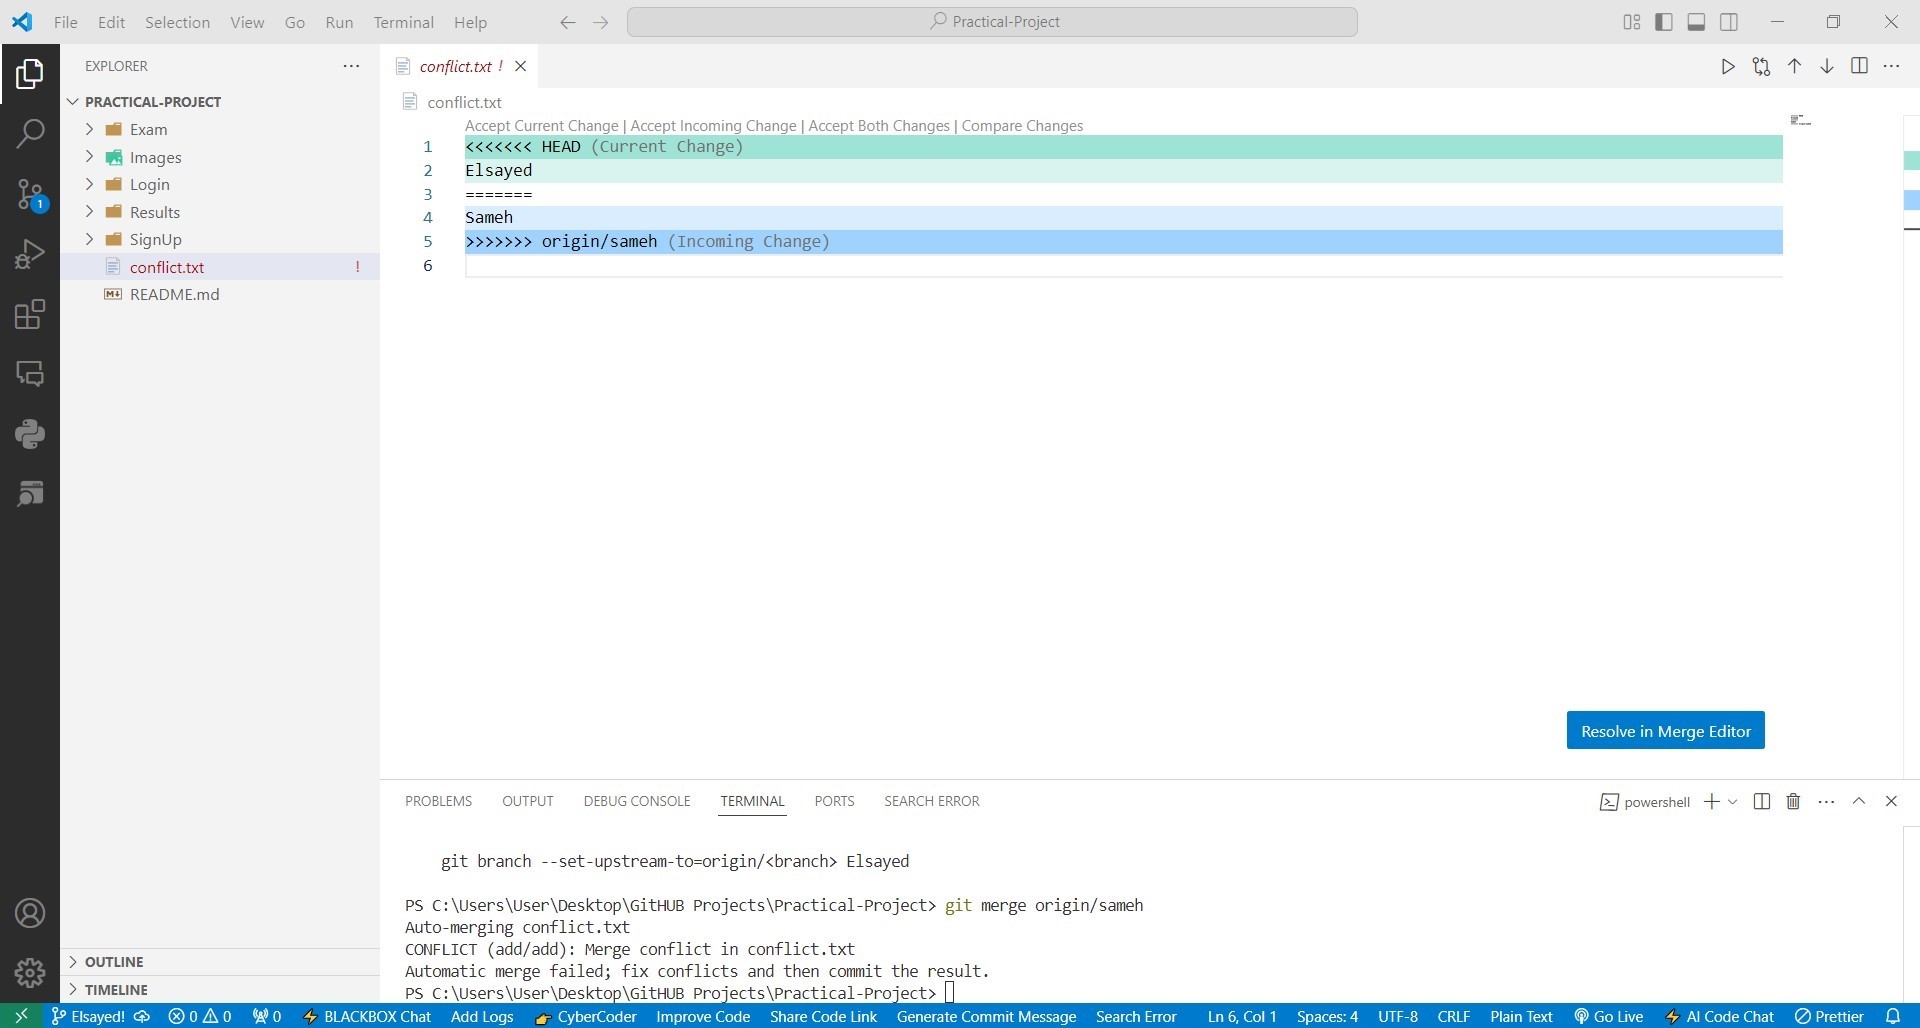 File Edit Selection View Go Run Terminal Help
Practical-Project
EXPLORER
PRACTICAL-PROJECT
Exam
Images
Login
Results
SignUp
conflict.txt !
README.md
OUTLINE
TIMELINE
1
conflict.txt !
conflict.txt
Accept Current Change | Accept Incoming Change | Accept Both Changes | Compare Changes
1 <<<<<<< HEAD (Current Change)
2 Elsayed
3 =======
4 Sameh
5 >>>>>>> origin/sameh (Incoming Change)
6
Resolve in Merge Editor
PROBLEMS OUTPUT DEBUG CONSOLE TERMINAL PORTS SEARCH ERROR
powershell
git branch --set-upstream-to=origin/<branch> Elsayed
PS C:\Users\User\Desktop\GitHUB Projects\Practical-Project> git merge origin/sameh
Auto-merging conflict.txt
CONFLICT (add/add): Merge conflict in conflict.txt
Automatic merge failed; fix conflicts and then commit the result.
PS C:\Users\User\Desktop\GitHUB Projects\Practical-Project>
Elsayed! 0 0 0 BLACKBOX Chat Add Logs CyberCoder Improve Code Share Code Link Generate Commit Message Search Error Ln 6, Col 1 Spaces: 4 UTF-8 CRLF Plain Text Go Live AI Code Chat Prettier